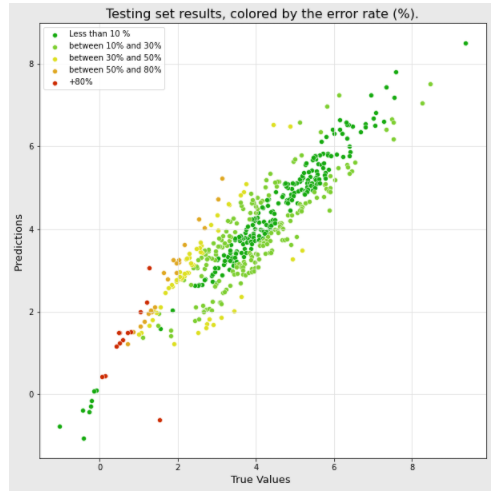 Testing set results, colored by the error rate (%).
Less than 10 %
between 10% and 30%
between 30% and 50%
between 50% and 80%
+80%
8
6
4
2
0
Predictions
0 2 4 6 8
True Values